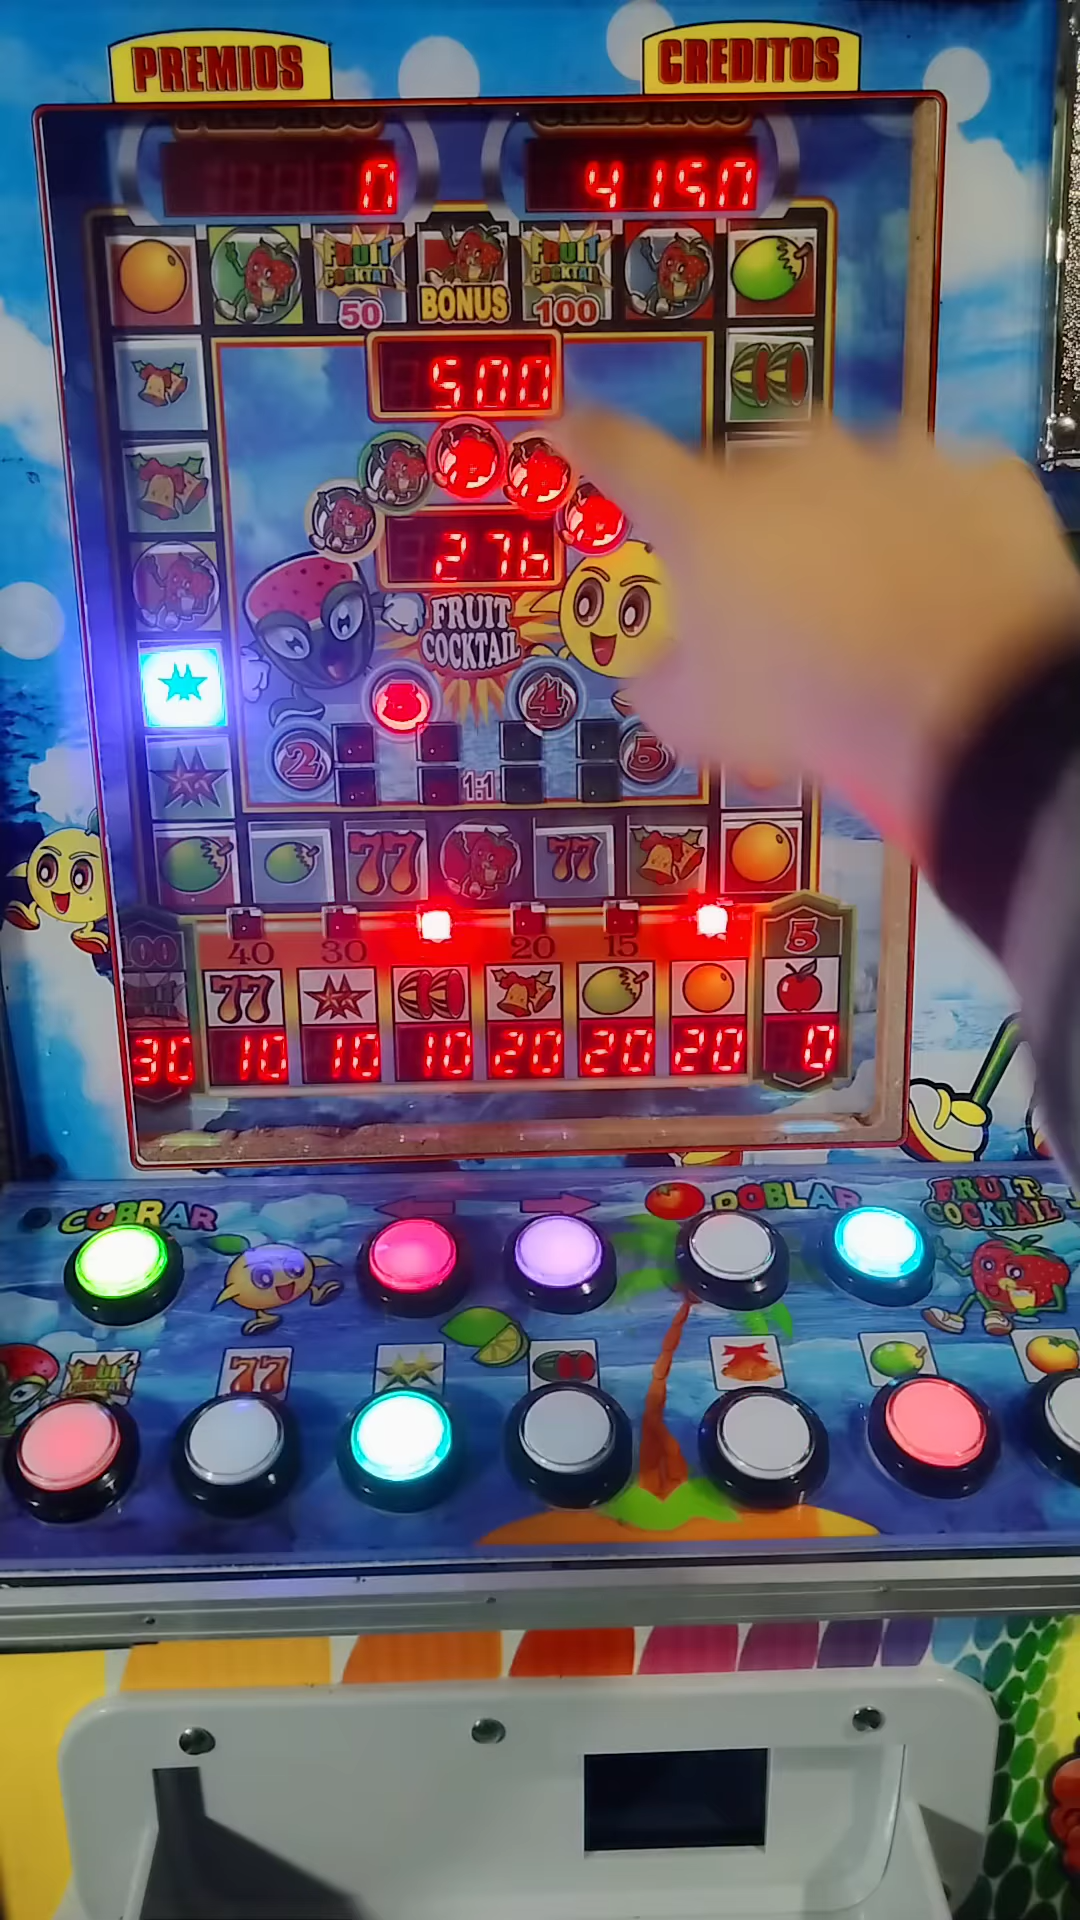 PREMIOS
CREDITOS
0
4150
FRUIT COCKTAIL 50
BONUS
FRUIT COCKTAIL 100
500
276
FRUIT
COCKTAIL
3
4
2
5
1:1
77
77
100
40
30
20
15
5
77
30
10
10
10
20
20
20
0
COBRAR
DOBLAR
FRUIT
COCKTAIL
FRUIT
77